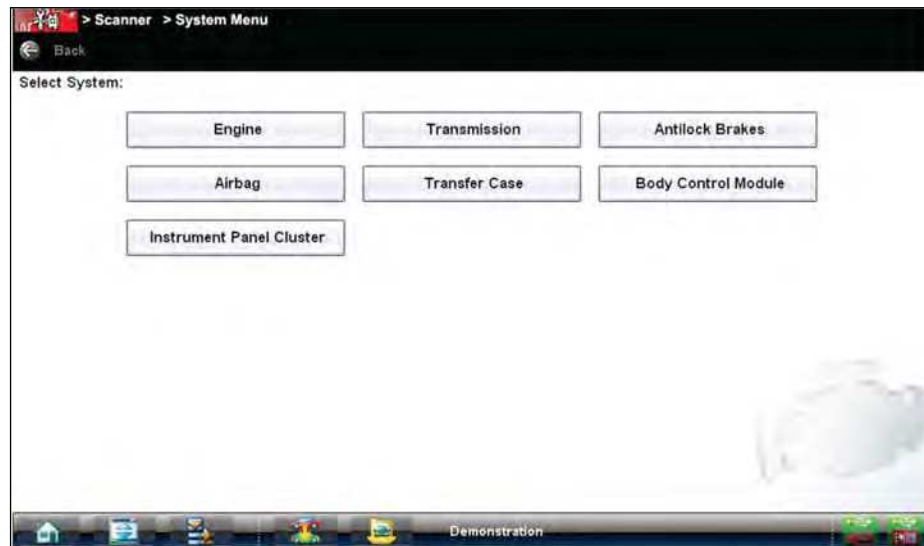 > Scanner > System Menu
Back
Select System:
Engine Transmission Antilock Brakes
Airbag Transfer Case Body Control Module
Instrument Panel Cluster
Demonstration